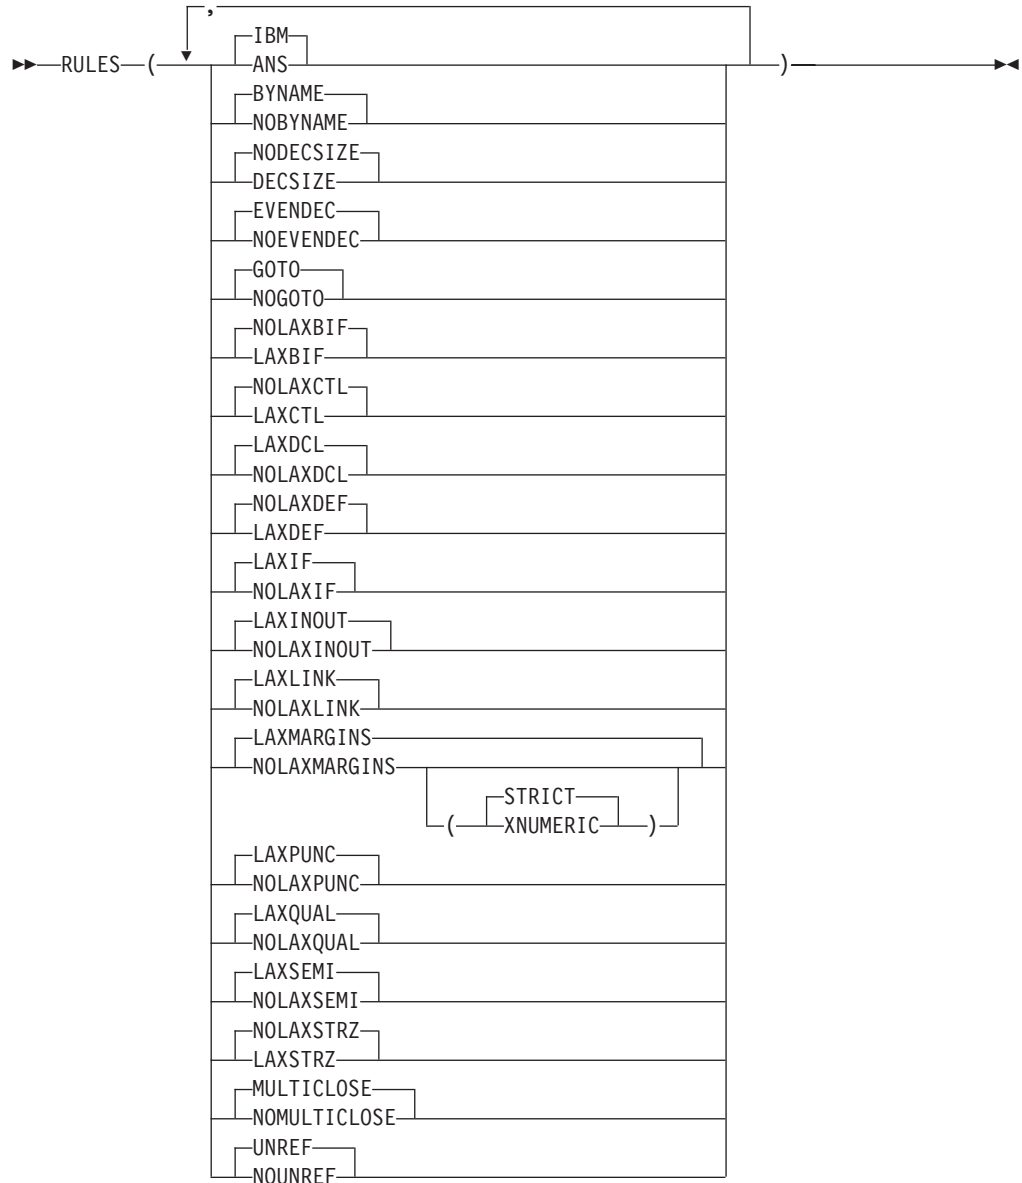 ,
IBM
RULES ( ANS )
BYNAME
NOBYNAME
NODECSIZE
DECSIZE
EVENDEC
NOEVENDEC
GOTO
NOGOTO
NOLAXBIF
LAXBIF
NOLAXCTL
LAXCTL
LAXDCL
NOLAXDCL
NOLAXDEF
LAXDEF
LAXIF
NOLAXIF
LAXINOUT
NOLAXINOUT
LAXLINK
NOLAXLINK
LAXMARGINS
NOLAXMARGINS
STRICT
( XNUMERIC )
LAXPUNC
NOLAXPUNC
LAXQUAL
NOLAXQUAL
LAXSEMI
NOLAXSEMI
NOLAXSTRZ
LAXSTRZ
MULTICLOSE
NOMULTICLOSE
UNREF
NOUNREF